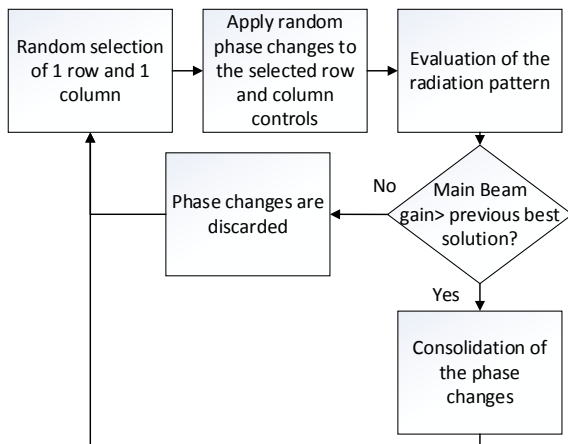 Random selection
of 1 row and 1
column
Apply random
phase changes to
the selected row
and column
controls
Evaluation of the
radiation pattern
Main Beam
gain> previous best
solution?
No
Phase changes are
discarded
Yes
Consolidation of
the phase
changes